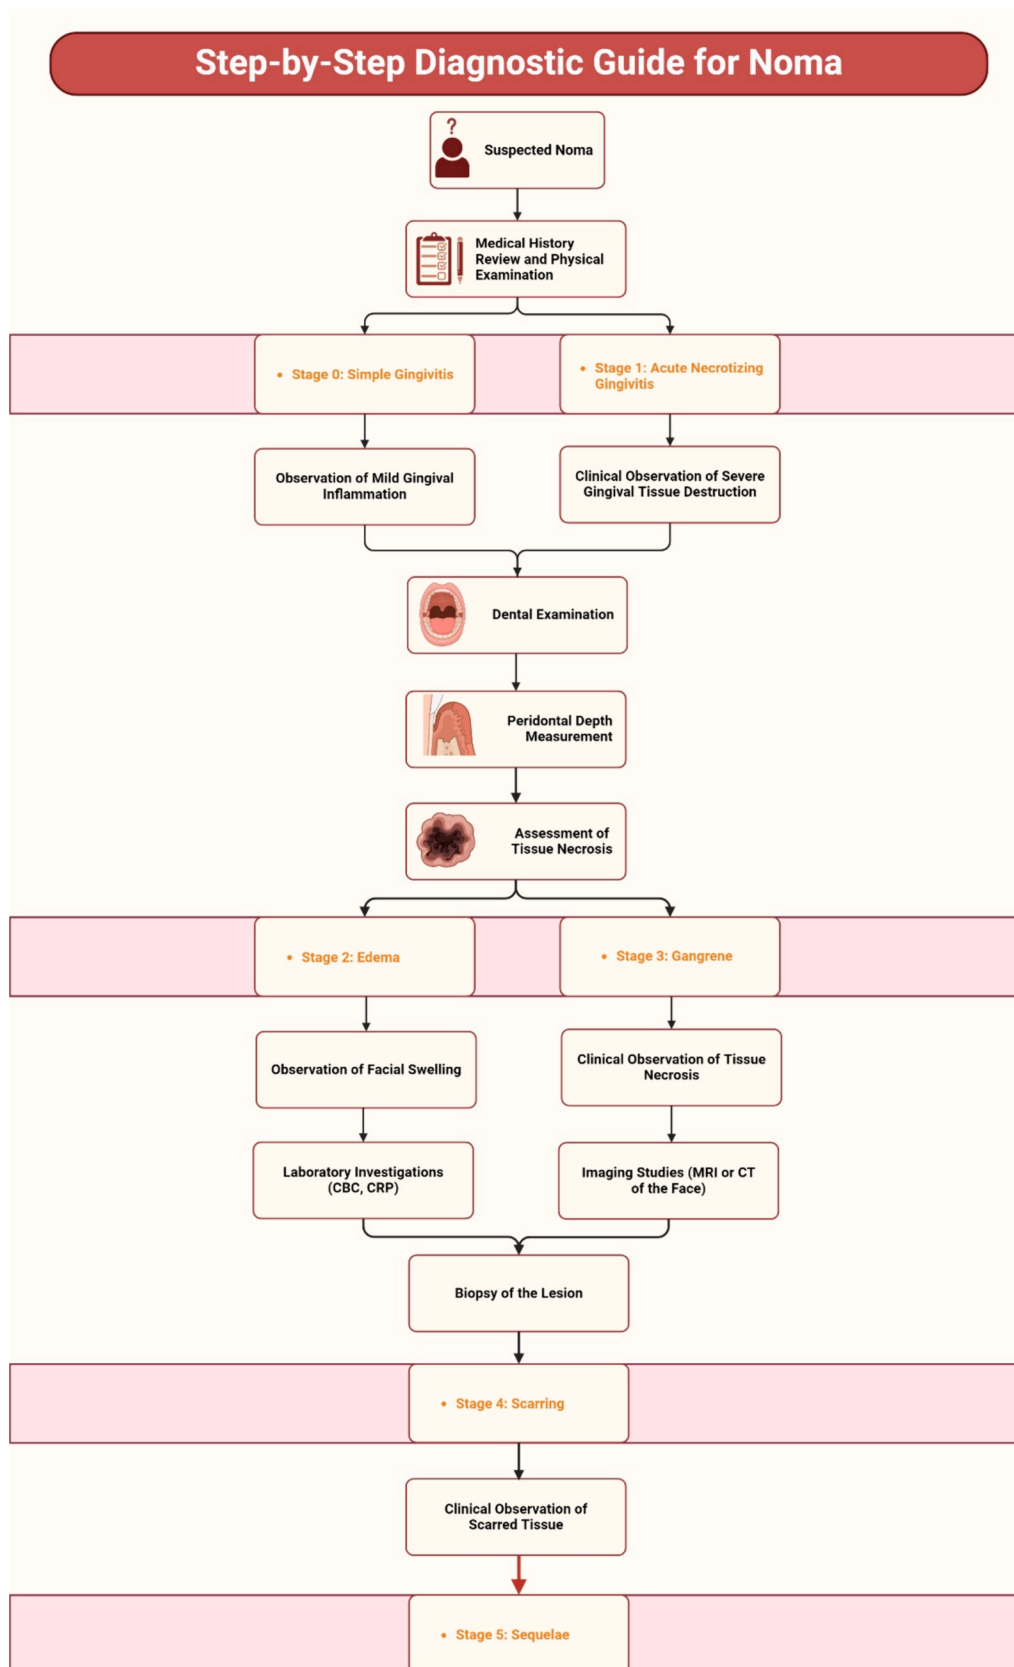 Step-by-Step Diagnostic Guide for Noma
?
Suspected Noma
Medical History
Review and Physical
Examination
• Stage 0: Simple Gingivitis
• Stage 1: Acute Necrotizing
Gingivitis
Observation of Mild Gingival
Inflammation
Clinical Observation of Severe
Gingival Tissue Destruction
Dental Examination
Peridontal Depth
Measurement
Assessment of
Tissue Necrosis
• Stage 2: Edema
• Stage 3: Gangrene
Observation of Facial Swelling
Clinical Observation of Tissue
Necrosis
Laboratory Investigations
(CBC, CRP)
Imaging Studies (MRI or CT
of the Face)
Biopsy of the Lesion
• Stage 4: Scarring
Clinical Observation of
Scarred Tissue
• Stage 5: Sequelae